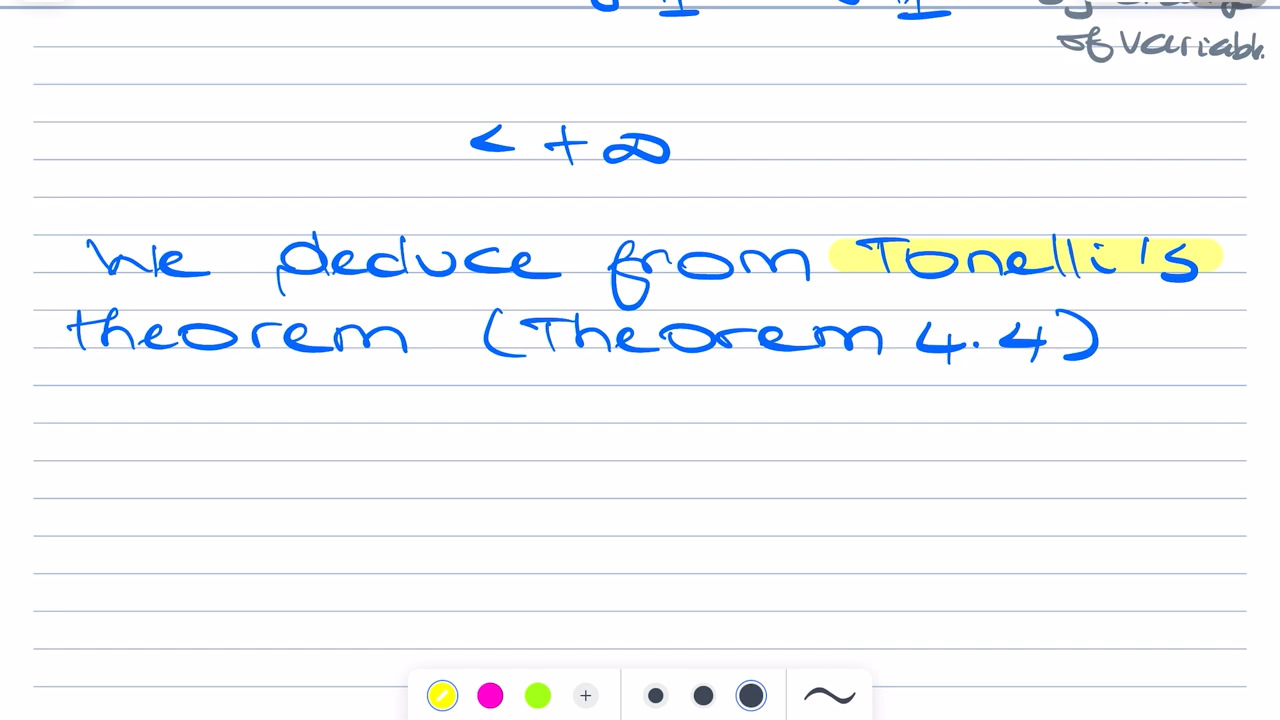 of variable.
< + ∞
We deduce from Tonelli's
theorem (Theorem 4.4)